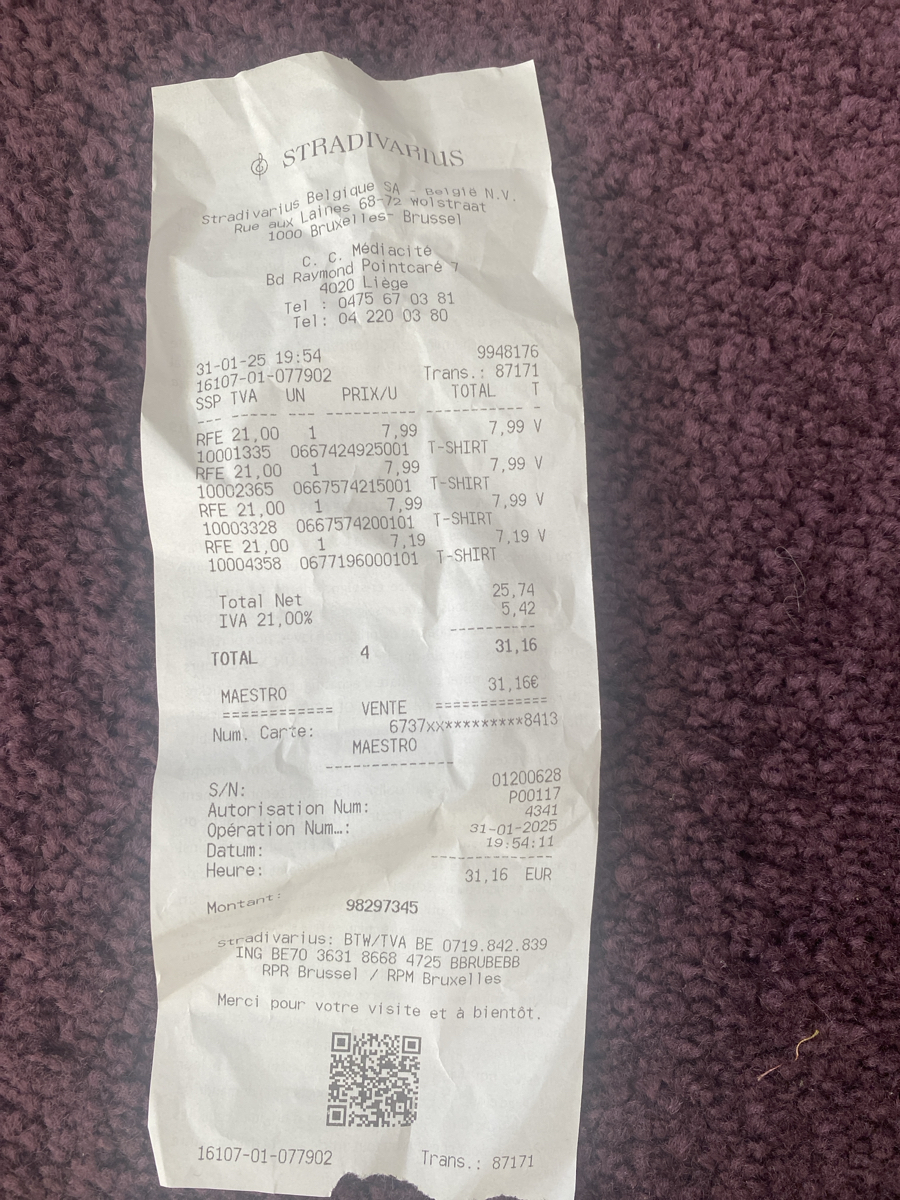 STRADIVARIUS
Stradivarius Belgique SA - België N.V.
Rue aux Laines 68-72 Wolstraat
1000 Bruxelles- Brussel
C. C. Médiacité
Bd Raymond Pointcaré 7
4020 Liège
Tel : 0475 67 03 81
Tel: 04 220 03 80
31-01-25 19:54 9948176
16107-01-077902 Trans.: 87171
SSP TVA UN PRIX/U TOTAL T
--- ----- --- ---------- ----------- -
RFE 21,00 1 7,99 7,99 V
10001335 0667424925001 T-SHIRT
RFE 21,00 1 7,99 7,99 V
10002365 0667574215001 T-SHIRT
RFE 21,00 1 7,99 7,99 V
10003328 0667574200101 T-SHIRT
RFE 21,00 1 7,19 7,19 V
10004358 0677196000101 T-SHIRT
Total Net 25,74
IVA 21,00% 5,42
----------
TOTAL 4 31,16
MAESTRO 31,16€
============ VENTE ============
Num. Carte: 6737xx*********8413
MAESTRO
---------------
S/N: 01200628
Autorisation Num: P00117
Opération Num…: 4341
Datum: 31-01-2025
Heure: 19:54:11
--------------
Montant: 31,16 EUR
98297345
Stradivarius: BTW/TVA BE 0719.842.839
ING BE70 3631 8668 4725 BBRUBEBB
RPR Brussel / RPM Bruxelles
Merci pour votre visite et à bientôt.
16107-01-077902 Trans.: 87171